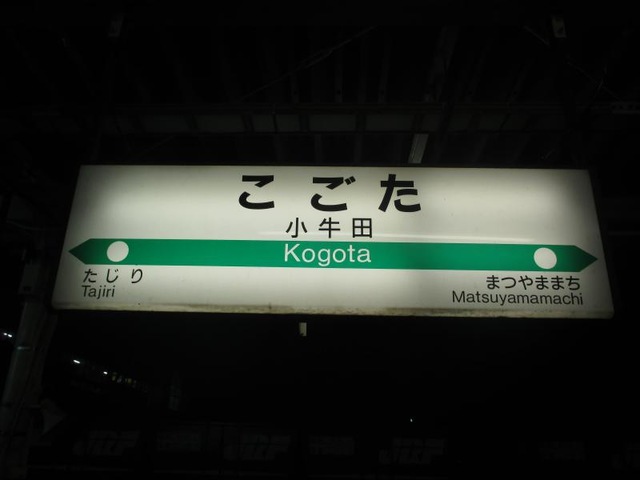 こごた
小牛田
Kogota
たじり
Tajiri
まつやままち
Matsuyamamachi